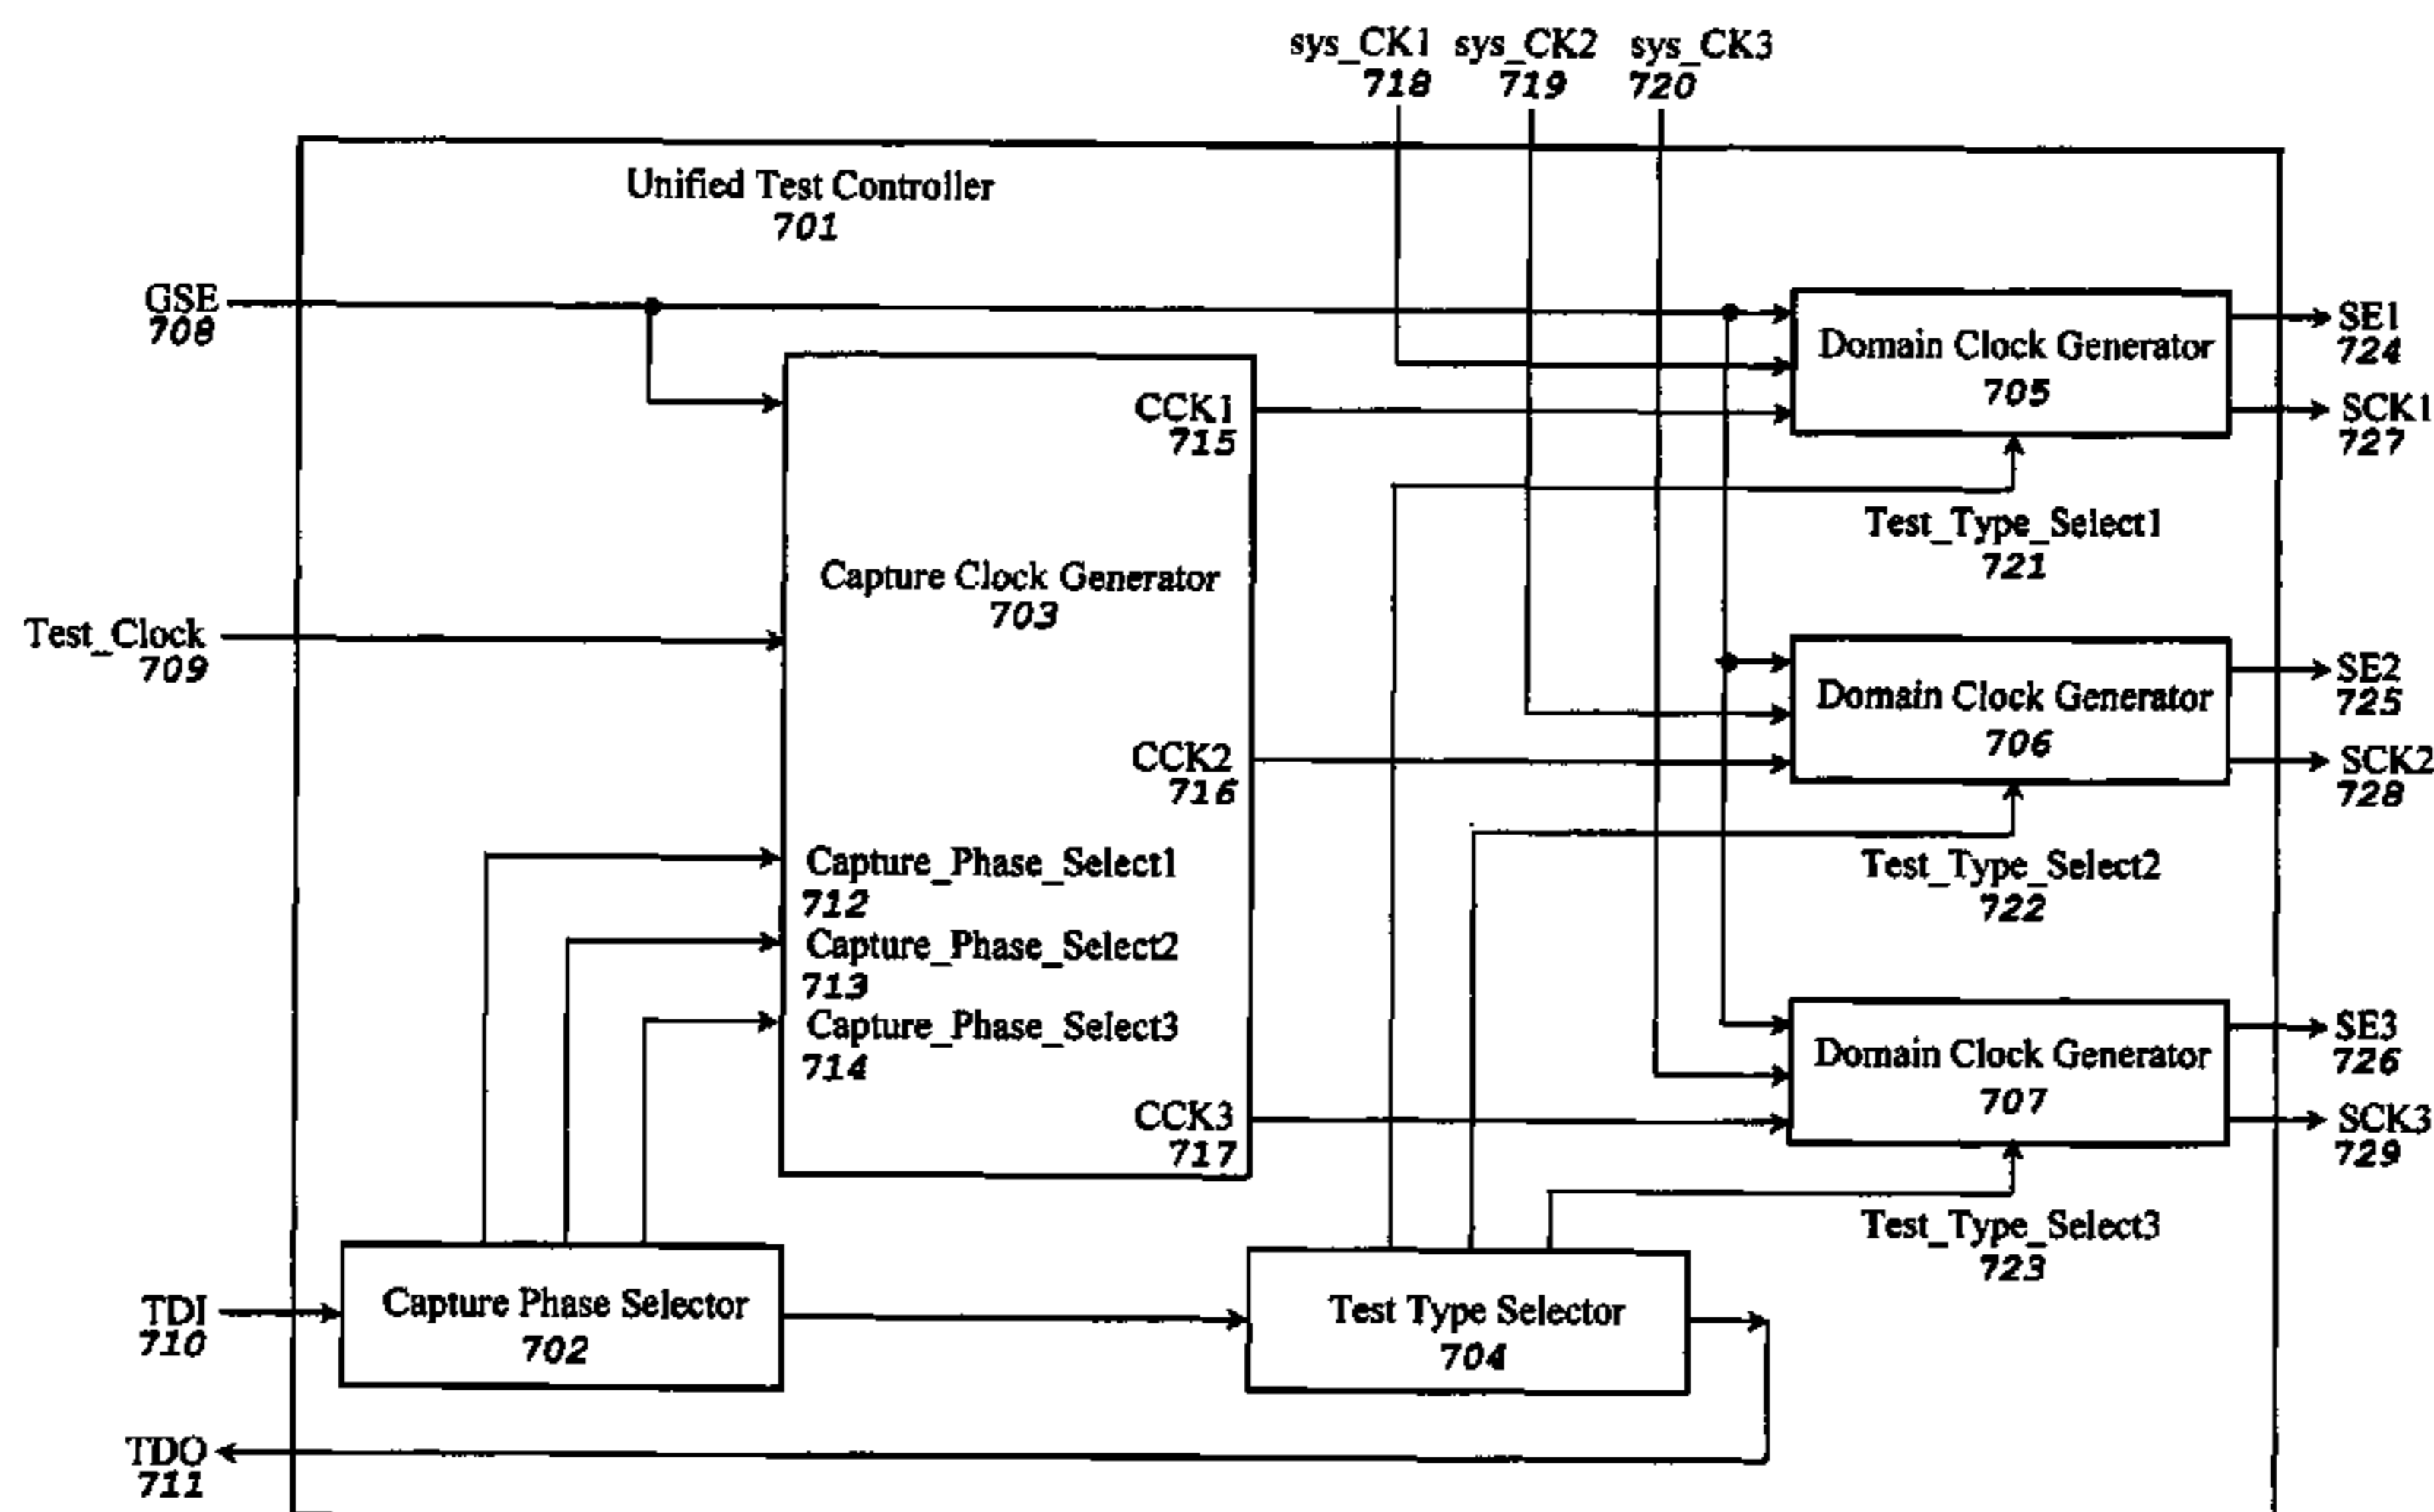 sys_CK1 sys_CK2 sys_CK3
718 719 720
Unified Test Controller
701
GSE
708
Domain Clock Generator
705
SE1
724
SCK1
727
CCK1
715
Test_Type_Select1
721
Capture Clock Generator
703
Test_Clock
709
Domain Clock Generator
706
SE2
725
SCK2
728
CCK2
716
Capture_Phase_Select1
712
Capture_Phase_Select2
713
Capture_Phase_Select3
714
Test_Type_Select2
722
Domain Clock Generator
707
SE3
726
SCK3
729
CCK3
717
Test_Type_Select3
723
TDI
710
Capture Phase Selector
702
Test Type Selector
704
TDO
711